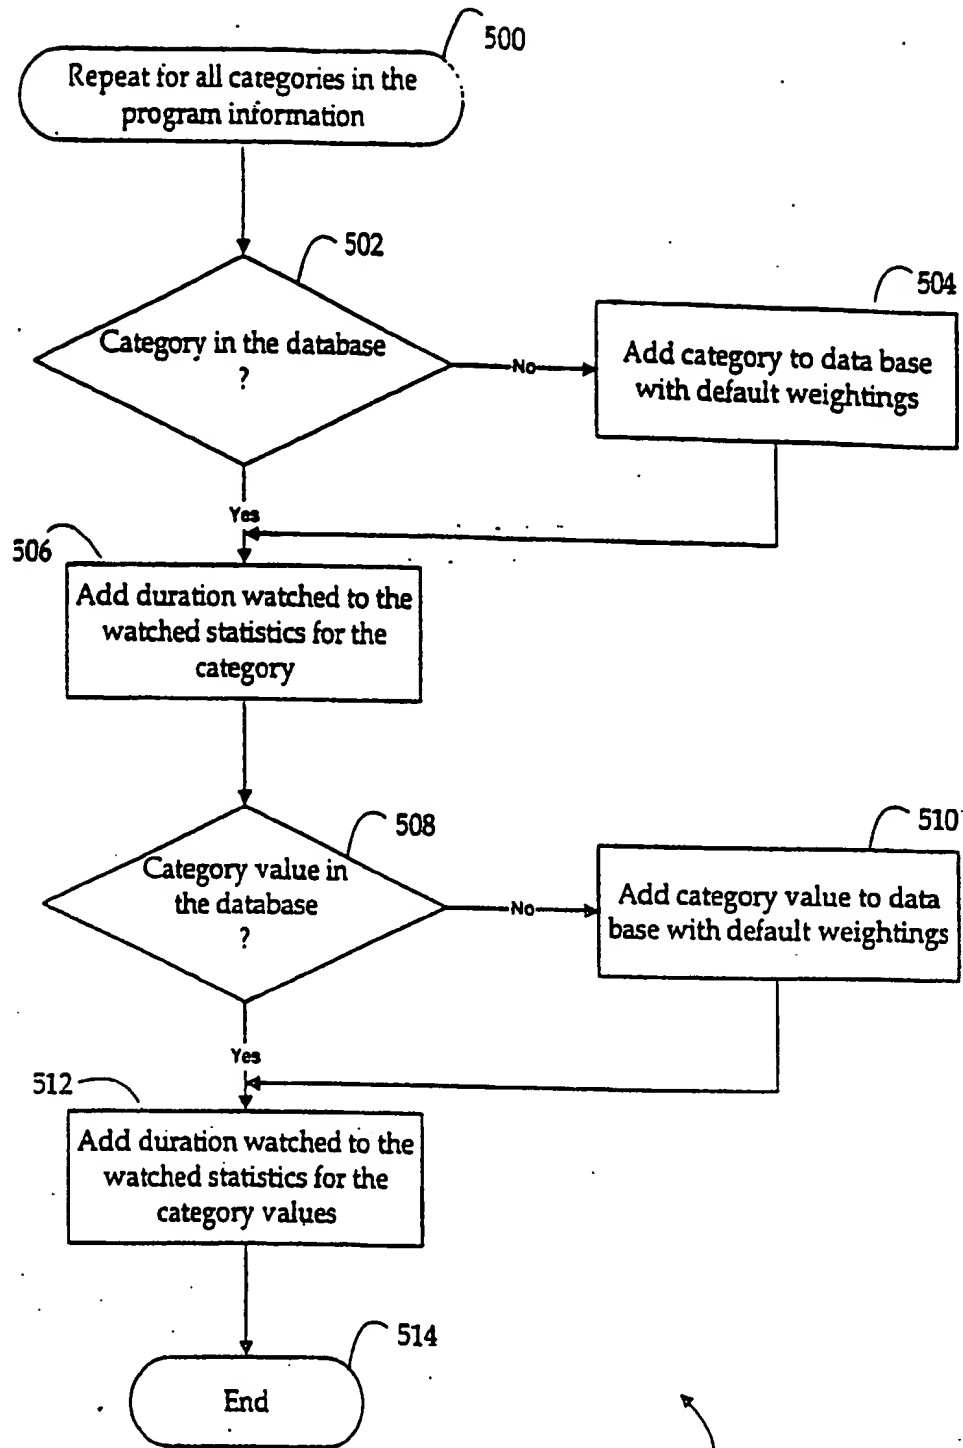 500
Repeat for all categories in the
program information
502
Category in the database
?
No
504
Add category to data base
with default weightings
Yes
506
Add duration watched to the
watched statistics for the
category
508
Category value in
the database
?
No
510
Add category value to data
base with default weightings
Yes
512
Add duration watched to the
watched statistics for the
category values
514
End